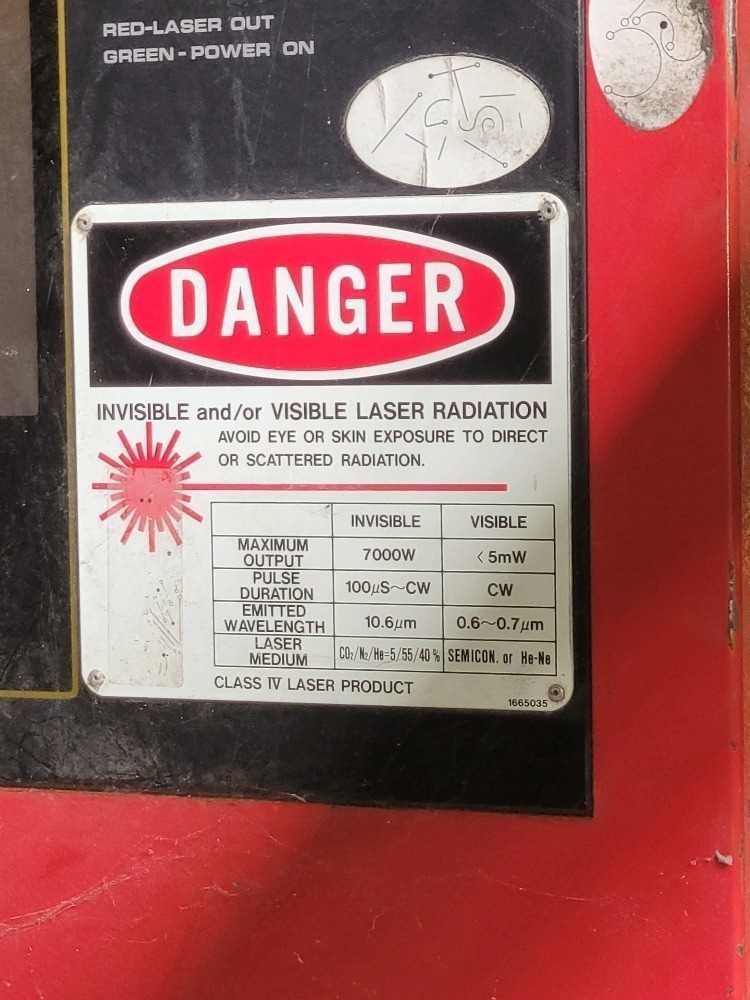 RED-LASER OUT
GREEN-POWER ON
DANGER
INVISIBLE and/or VISIBLE LASER RADIATION
AVOID EYE OR SKIN EXPOSURE TO DIRECT
OR SCATTERED RADIATION.
INVISIBLE VISIBLE
MAXIMUM OUTPUT 7000W < 5mW
PULSE DURATION 100µS~CW CW
EMITTED WAVELENGTH 10.6µm 0.6~0.7µm
LASER MEDIUM CO₂/N₂/He=5/55/40% SEMICON. or He-Ne
CLASS IV LASER PRODUCT
1665035